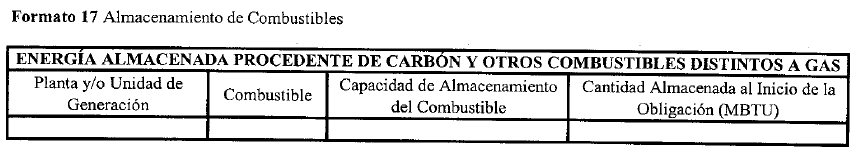 Formato 17 Almacenamiento de Combustibles
ENERGÍA ALMACENADA PROCEDENTE DE CARBÓN Y OTROS COMBUSTIBLES DISTINTOS A GAS
Planta y/o Unidad de
Generación
Combustible
Capacidad de Almacenamiento
del Combustible
Cantidad Almacenada al Inicio de la
Obligación (MBTU)